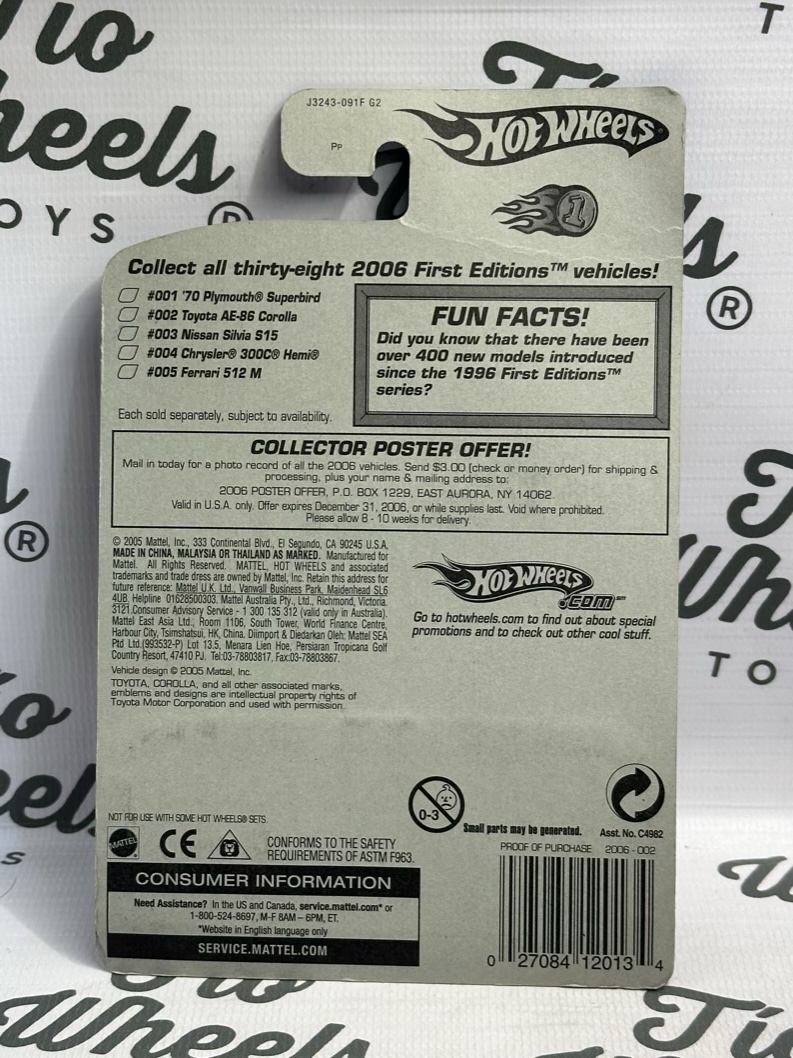 Tio
Wheels
TOYS ®
T
J3243-091F G2
Pp
HOT WHEELS
1
Collect all thirty-eight 2006 First Editions™ vehicles!
#001 '70 Plymouth® Superbird
#002 Toyota AE-86 Corolla
#003 Nissan Silvia S15
#004 Chrysler® 300C® Hemi®
#005 Ferrari 512 M
Each sold separately, subject to availability.
FUN FACTS!
Did you know that there have been
over 400 new models introduced
since the 1996 First Editions™
series?
COLLECTOR POSTER OFFER!
Mail in today for a photo record of all the 2006 vehicles. Send $3.00 (check or money order) for shipping &
processing, plus your name & mailing address to:
2006 POSTER OFFER, P.O. BOX 1229, EAST AURORA, NY 14062.
Valid in U.S.A. only. Offer expires December 31, 2006, or while supplies last. Void where prohibited.
Please allow 8 - 10 weeks for delivery.
© 2005 Mattel, Inc., 333 Continental Blvd., El Segundo, CA 90245 U.S.A.
MADE IN CHINA, MALAYSIA OR THAILAND AS MARKED. Manufactured for
Mattel. All Rights Reserved. MATTEL, HOT WHEELS and associated
trademarks and trade dress are owned by Mattel, Inc. Retain this address for
future reference: Mattel U.K. Ltd., Vanwall Business Park, Maidenhead SL6
4UB. Helpline 01628500303. Mattel Australia Pty., Ltd., Richmond, Victoria.
3121.Consumer Advisory Service - 1 300 135 312 (valid only in Australia).
Mattel East Asia Ltd., Room 1106, South Tower, World Finance Centre,
Harbour City, Tsimshatsui, HK, China. Diimport & Diedarkan Oleh: Mattel SEA
Ptd Ltd.(993532-P) Lot 13.5, Menara Lien Hoe, Persiaran Tropicana Golf
Country Resort, 47410 PJ. Tel:03-78803817, Fax:03-78803867.
Vehicle design © 2005 Mattel, Inc.
TOYOTA, COROLLA, and all other associated marks,
emblems and designs are intellectual property rights of
Toyota Motor Corporation and used with permission.
HOT WHEELS
.COM℠
Go to hotwheels.com to find out about special
promotions and to check out other cool stuff.
NOT FOR USE WITH SOME HOT WHEELS® SETS.
MATTEL
CE
CONFORMS TO THE SAFETY
REQUIREMENTS OF ASTM F963.
0-3
Small parts may be generated.
Asst. No. C4982
PROOF OF PURCHASE 2006 - 002
0 27084 12013 4
CONSUMER INFORMATION
Need Assistance? In the US and Canada, service.mattel.com* or
1-800-524-8697, M-F 8AM – 6PM, ET.
*Website in English language only
SERVICE.MATTEL.COM
Tio
Wheels